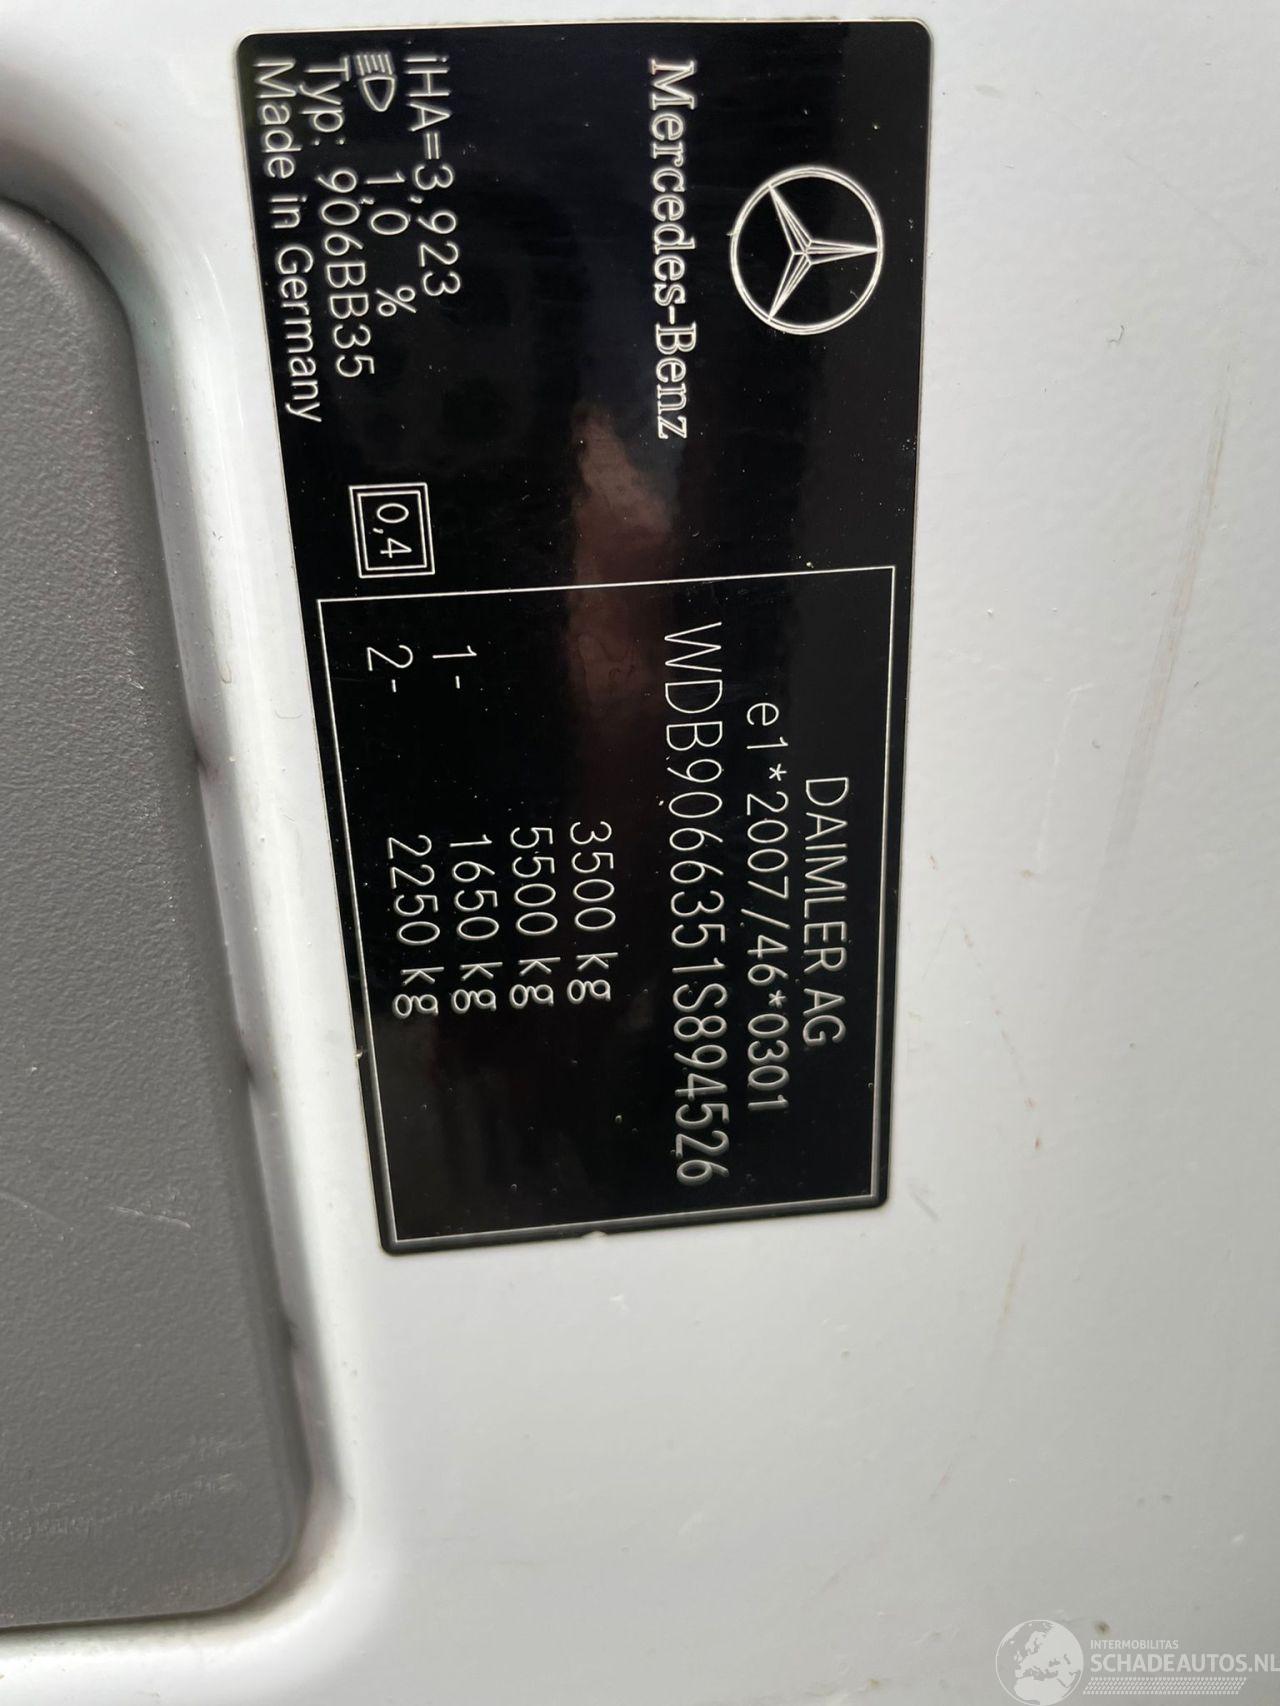 Mercedes-Benz
iHA=3,923
1,0 %
Typ: 906BB35
Made in Germany
0,4
DAIMLER AG
e1*2007/46*0301
WDB9066351S894526
3500 kg
5500 kg
1- 1650 kg
2- 2250 kg
INTERMOBILITAS
SCHADEAUTOS.NL